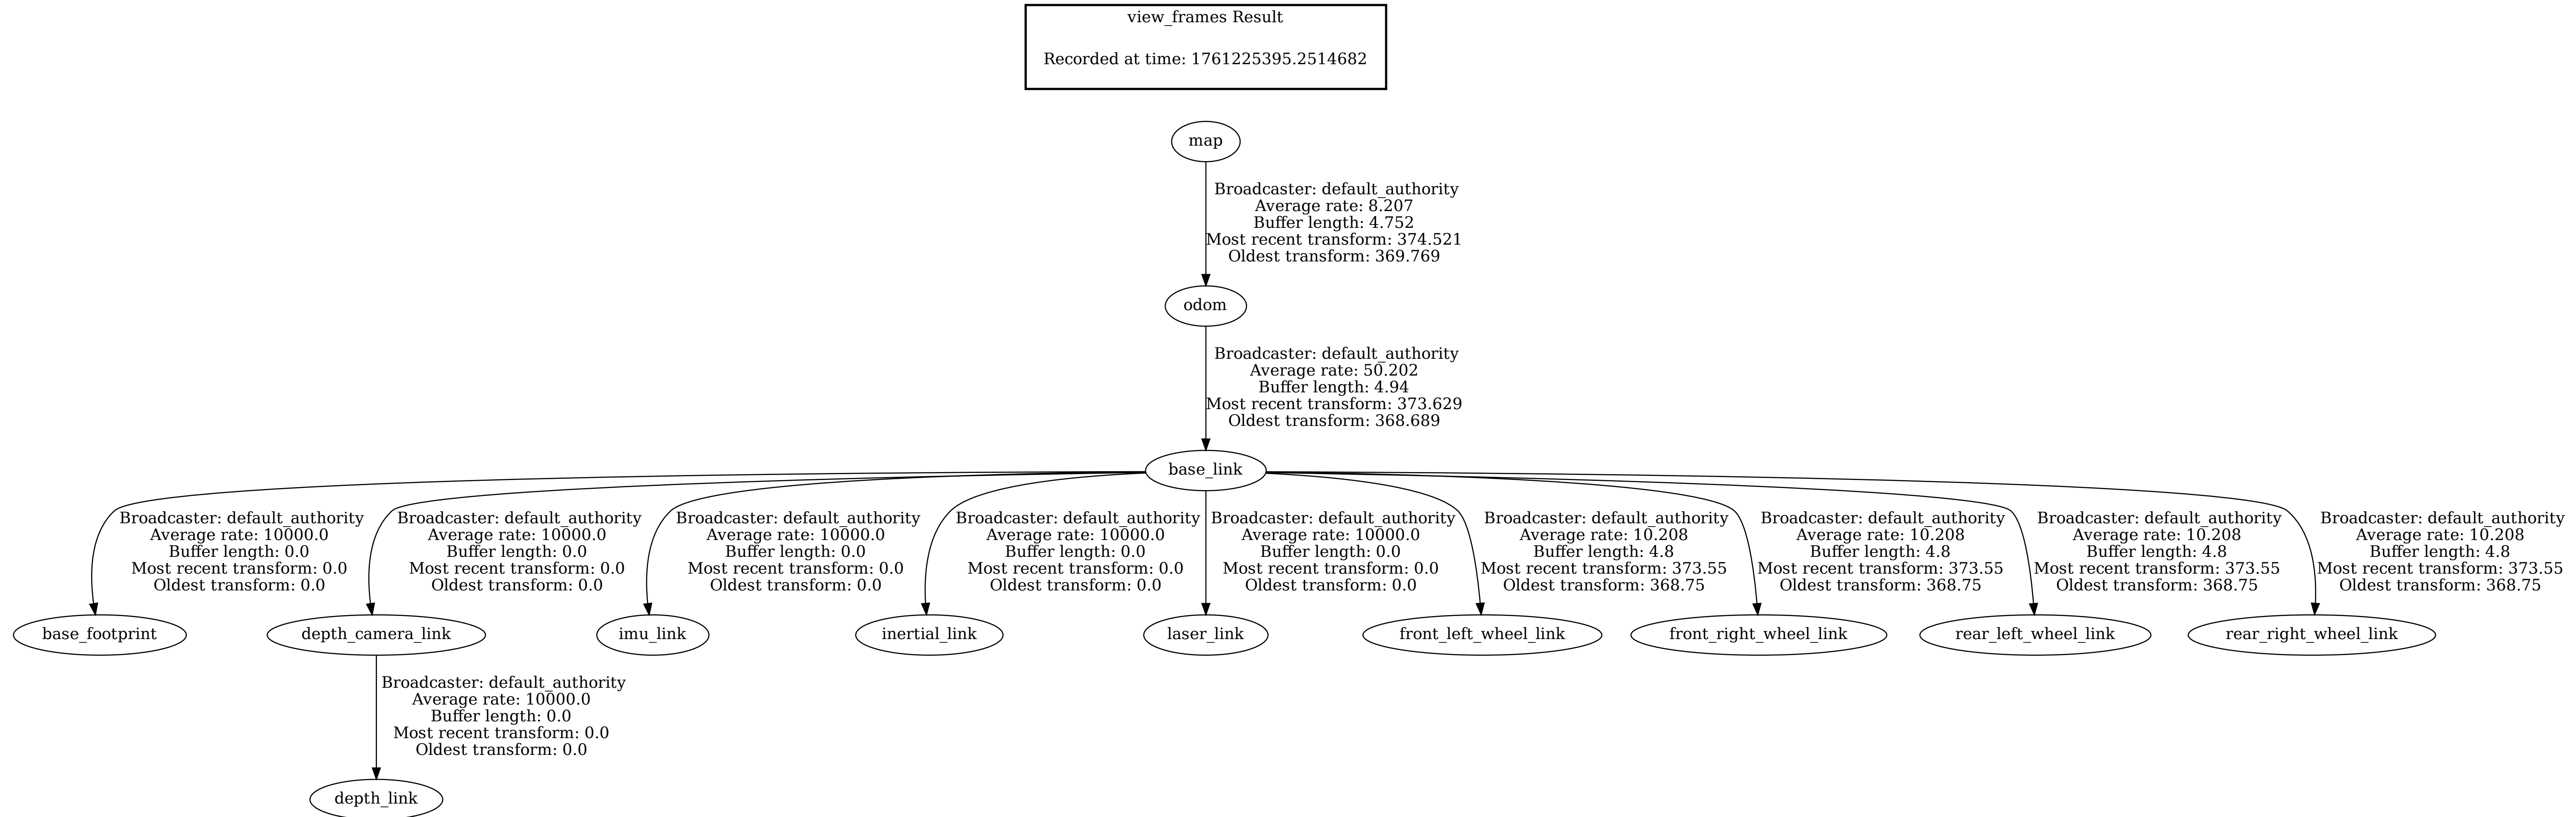 view_frames Result
Recorded at time: 1761225395.2514682
map
Broadcaster: default_authority
Average rate: 8.207
Buffer length: 4.752
Most recent transform: 374.521
Oldest transform: 369.769
odom
Broadcaster: default_authority
Average rate: 50.202
Buffer length: 4.94
Most recent transform: 373.629
Oldest transform: 368.689
base_link
Broadcaster: default_authority
Average rate: 10000.0
Buffer length: 0.0
Most recent transform: 0.0
Oldest transform: 0.0
Broadcaster: default_authority
Average rate: 10000.0
Buffer length: 0.0
Most recent transform: 0.0
Oldest transform: 0.0
Broadcaster: default_authority
Average rate: 10000.0
Buffer length: 0.0
Most recent transform: 0.0
Oldest transform: 0.0
Broadcaster: default_authority
Average rate: 10000.0
Buffer length: 0.0
Most recent transform: 0.0
Oldest transform: 0.0
Broadcaster: default_authority
Average rate: 10000.0
Buffer length: 0.0
Most recent transform: 0.0
Oldest transform: 0.0
Broadcaster: default_authority
Average rate: 10.208
Buffer length: 4.8
Most recent transform: 373.55
Oldest transform: 368.75
Broadcaster: default_authority
Average rate: 10.208
Buffer length: 4.8
Most recent transform: 373.55
Oldest transform: 368.75
Broadcaster: default_authority
Average rate: 10.208
Buffer length: 4.8
Most recent transform: 373.55
Oldest transform: 368.75
Broadcaster: default_authority
Average rate: 10.208
Buffer length: 4.8
Most recent transform: 373.55
Oldest transform: 368.75
base_footprint
depth_camera_link
imu_link
inertial_link
laser_link
front_left_wheel_link
front_right_wheel_link
rear_left_wheel_link
rear_right_wheel_link
Broadcaster: default_authority
Average rate: 10000.0
Buffer length: 0.0
Most recent transform: 0.0
Oldest transform: 0.0
depth_link